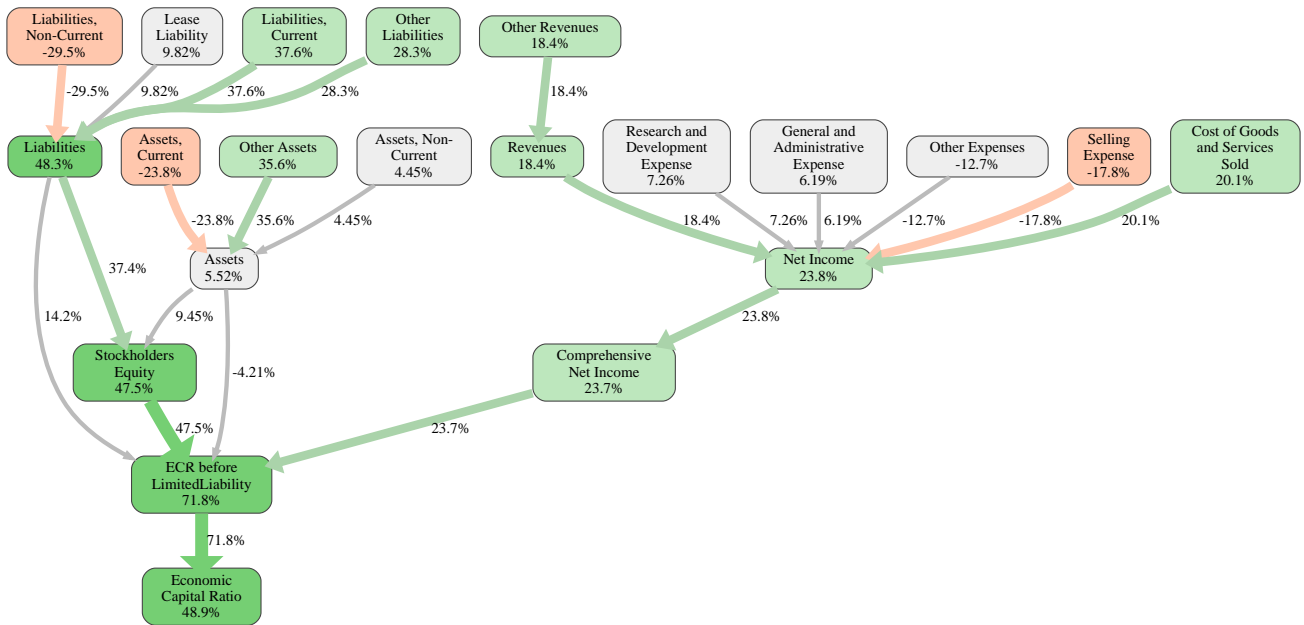 Liabilities,
Non-Current
-29.5%
Lease
Liability
9.82%
Liabilities,
Current
37.6%
Other
Liabilities
28.3%
Other Revenues
18.4%
-29.5%
9.82%
37.6%
28.3%
18.4%
Liabilities
48.3%
Assets,
Current
-23.8%
Other Assets
35.6%
Assets, Non-
Current
4.45%
Revenues
18.4%
Research and
Development
Expense
7.26%
General and
Administrative
Expense
6.19%
Other Expenses
-12.7%
Selling
Expense
-17.8%
Cost of Goods
and Services
Sold
20.1%
-23.8%
35.6%
4.45%
18.4%
7.26%
6.19%
-12.7%
-17.8%
20.1%
Assets
5.52%
Net Income
23.8%
37.4%
14.2%
9.45%
23.8%
Stockholders
Equity
47.5%
-4.21%
Comprehensive
Net Income
23.7%
47.5%
23.7%
ECR before
LimitedLiability
71.8%
71.8%
Economic
Capital Ratio
48.9%